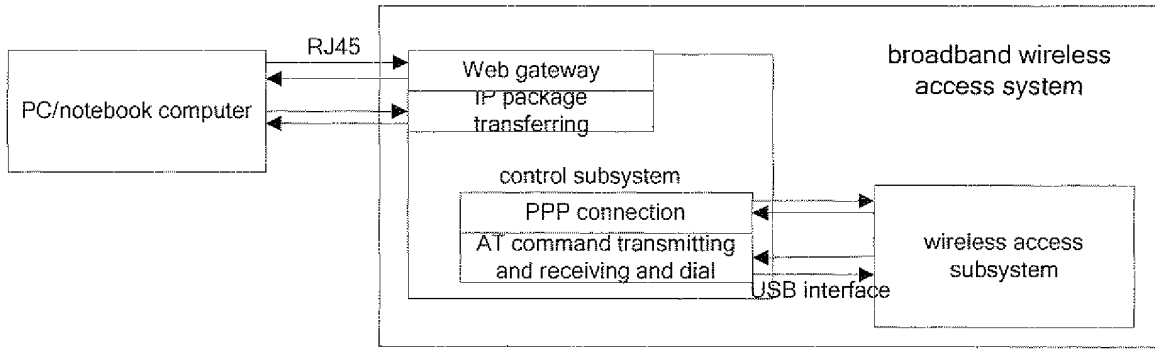 RJ45
PC/notebook computer
Web gateway
IP package
transferring
broadband wireless
access system
control subsystem
PPP connection
AT command transmitting
and receiving and dial
USB interface
wireless access
subsystem